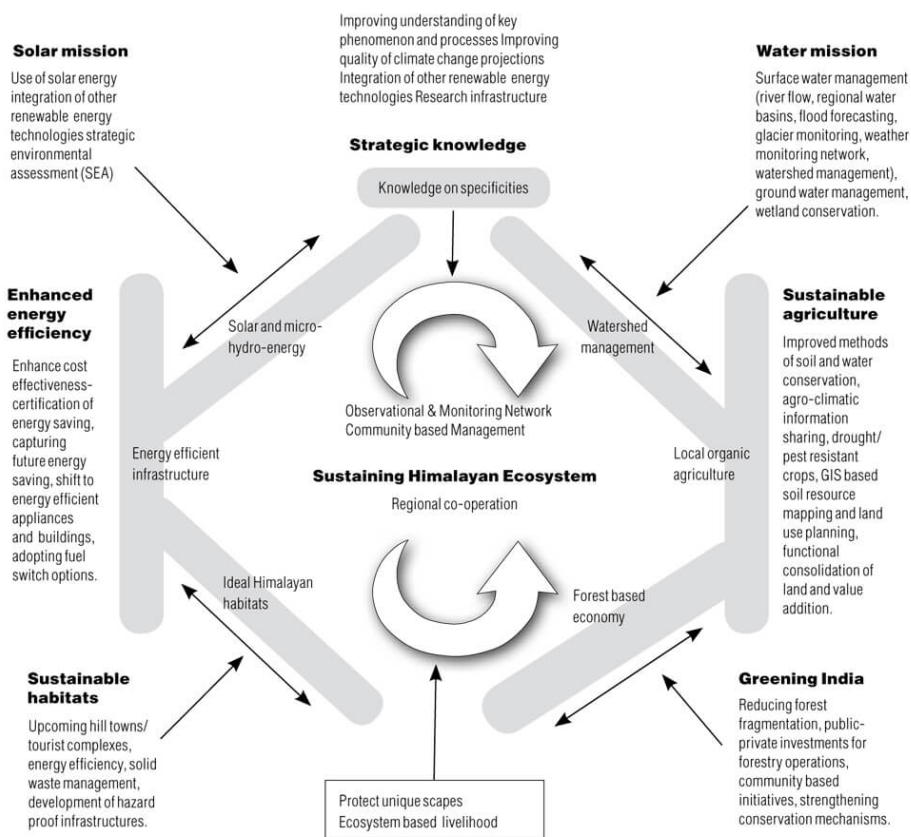 Improving understanding of key
phenomenon and processes Improving
quality of climate change projections
Integration of other renewable energy
technologies Research infrastructure
Strategic knowledge
Knowledge on specificities
Solar mission
Use of solar energy
integration of other
renewable energy
technologies strategic
environmental
assessment (SEA)
Water mission
Surface water management
(river flow, regional water
basins, flood forecasting,
glacier monitoring, weather
monitoring network,
watershed management),
ground water management,
wetland conservation.
Enhanced
energy
efficiency
Enhance cost
effectiveness-
certification of
energy saving,
capturing
future energy
saving, shift to
energy efficient
appliances
and buildings,
adopting fuel
switch options.
Solar and micro-
hydro-energy
Watershed
management
Sustainable
agriculture
Improved methods
of soil and water
conservation,
agro-climatic
information
sharing, drought/
pest resistant
crops, GIS based
soil resource
mapping and land
use planning,
functional
consolidation of
land and value
addition.
Observational & Monitoring Network
Community based Management
Energy efficient
infrastructure
Local organic
agriculture
Sustaining Himalayan Ecosystem
Regional co-operation
Ideal Himalayan
habitats
Forest based
economy
Sustainable
habitats
Upcoming hill towns/
tourist complexes,
energy efficiency, solid
waste management,
development of hazard
proof infrastructures.
Greening India
Reducing forest
fragmentation, public-
private investments for
forestry operations,
community based
initiatives, strengthening
conservation mechanisms.
Protect unique scapes
Ecosystem based livelihood